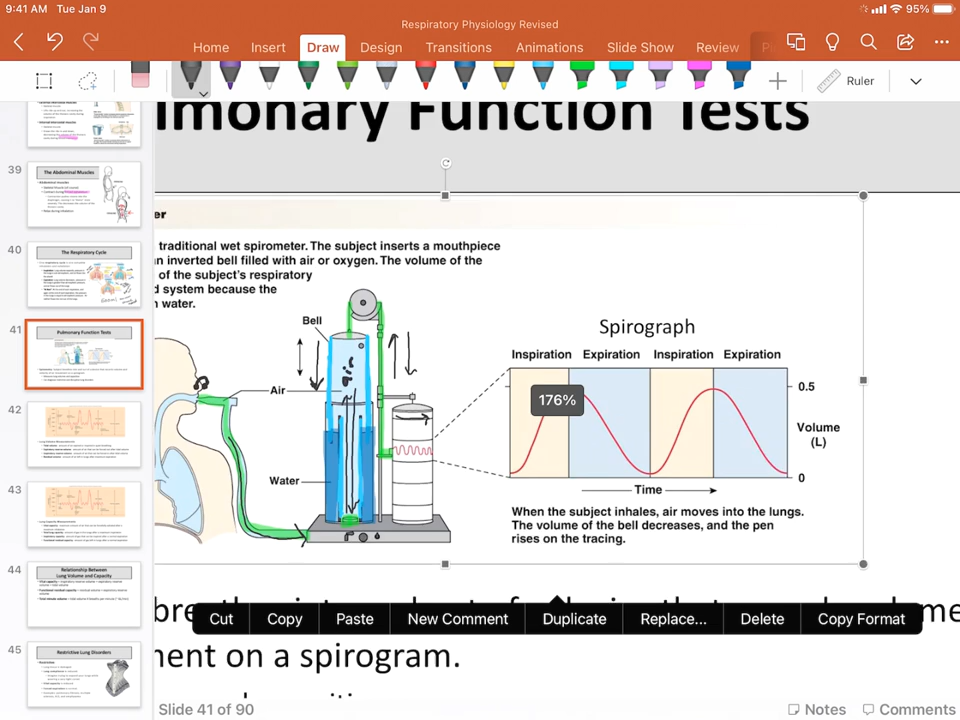 9:41 AM Tue Jan 9
95%
Respiratory Physiology Revised
Home Insert Draw Design Transitions Animations Slide Show Review
Ruler
lmonary Function Tests
39
The Abdominal Muscles
40
The Respiratory Cycle
41
Pulmonary Function Tests
42
43
44
Relationship Between
Lung Volume and Capacity
45
Restrictive Lung Disorders
er
traditional wet spirometer. The subject inserts a mouthpiece
n inverted bell filled with air or oxygen. The volume of the
of the subject's respiratory
d system because the
n water.
Bell
Air
air
Water
Spirograph
Inspiration Expiration Inspiration Expiration
176%
0.5
Volume
(L)
0
Time
When the subject inhales, air moves into the lungs.
The volume of the bell decreases, and the pen
rises on the tracing.
Cut Copy Paste New Comment Duplicate Replace... Delete Copy Format
nent on a spirogram.
Slide 41 of 90
Notes Comments